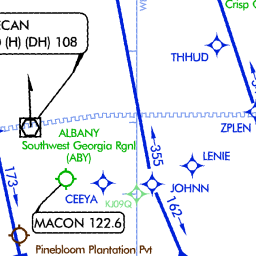 Crisp C
ECAN
(H) (DH) 108
THHUD
ZPLEN
ALBANY
Southwest Georgia Rgnl
(ABY)
355
LENIE
173
CEEYA
KJ09Q
JOHNN
162
MACON 122.6
Pinebloom Plantation Pvt